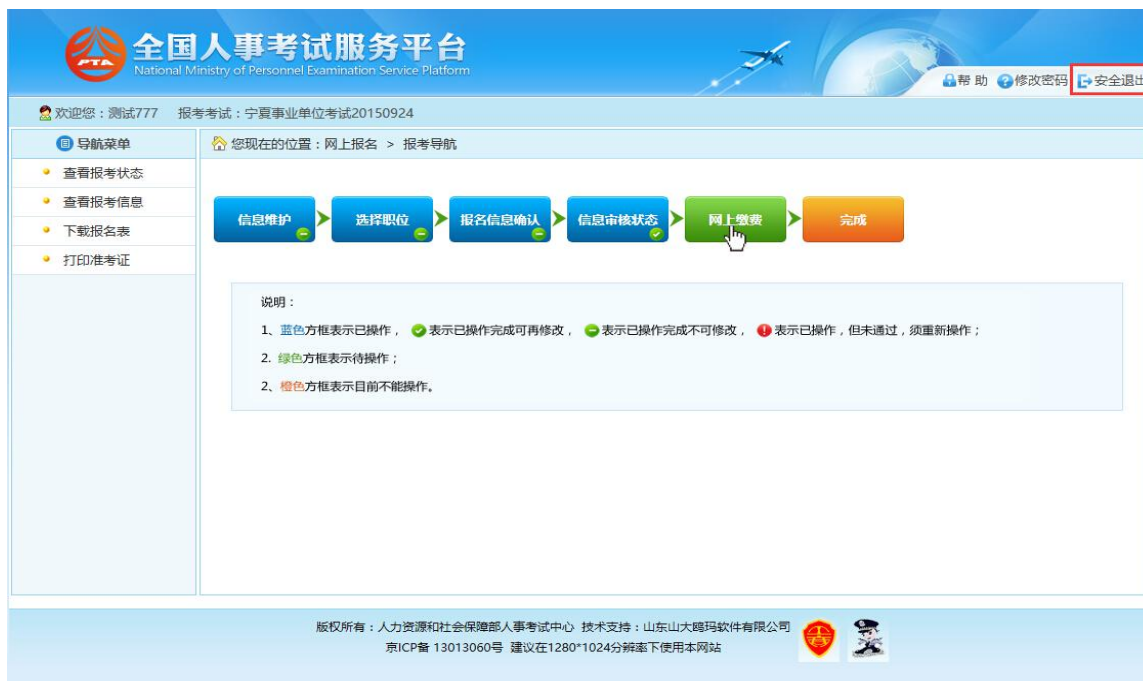 全国人事考试服务平台
National Ministry of Personnel Examination Service Platform
PTA
帮 助 修改密码 安全退出
欢迎您：测试777 报考考试：宁夏事业单位考试20150924
导航菜单
您现在的位置：网上报名 > 报考导航
查看报考状态
查看报考信息
下载报名表
打印准考证
信息维护 选择职位 报名信息确认 信息审核状态 网上缴费 完成
说明：
1、蓝色方框表示已操作， 表示已操作完成可再修改， 表示已操作完成不可修改， 表示已操作，但未通过，须重新操作；
2. 绿色方框表示待操作；
2、橙色方框表示目前不能操作。
版权所有：人力资源和社会保障部人事考试中心 技术支持：山东山大鸥玛软件有限公司
京ICP备 13013060号 建议在1280*1024分辨率下使用本网站